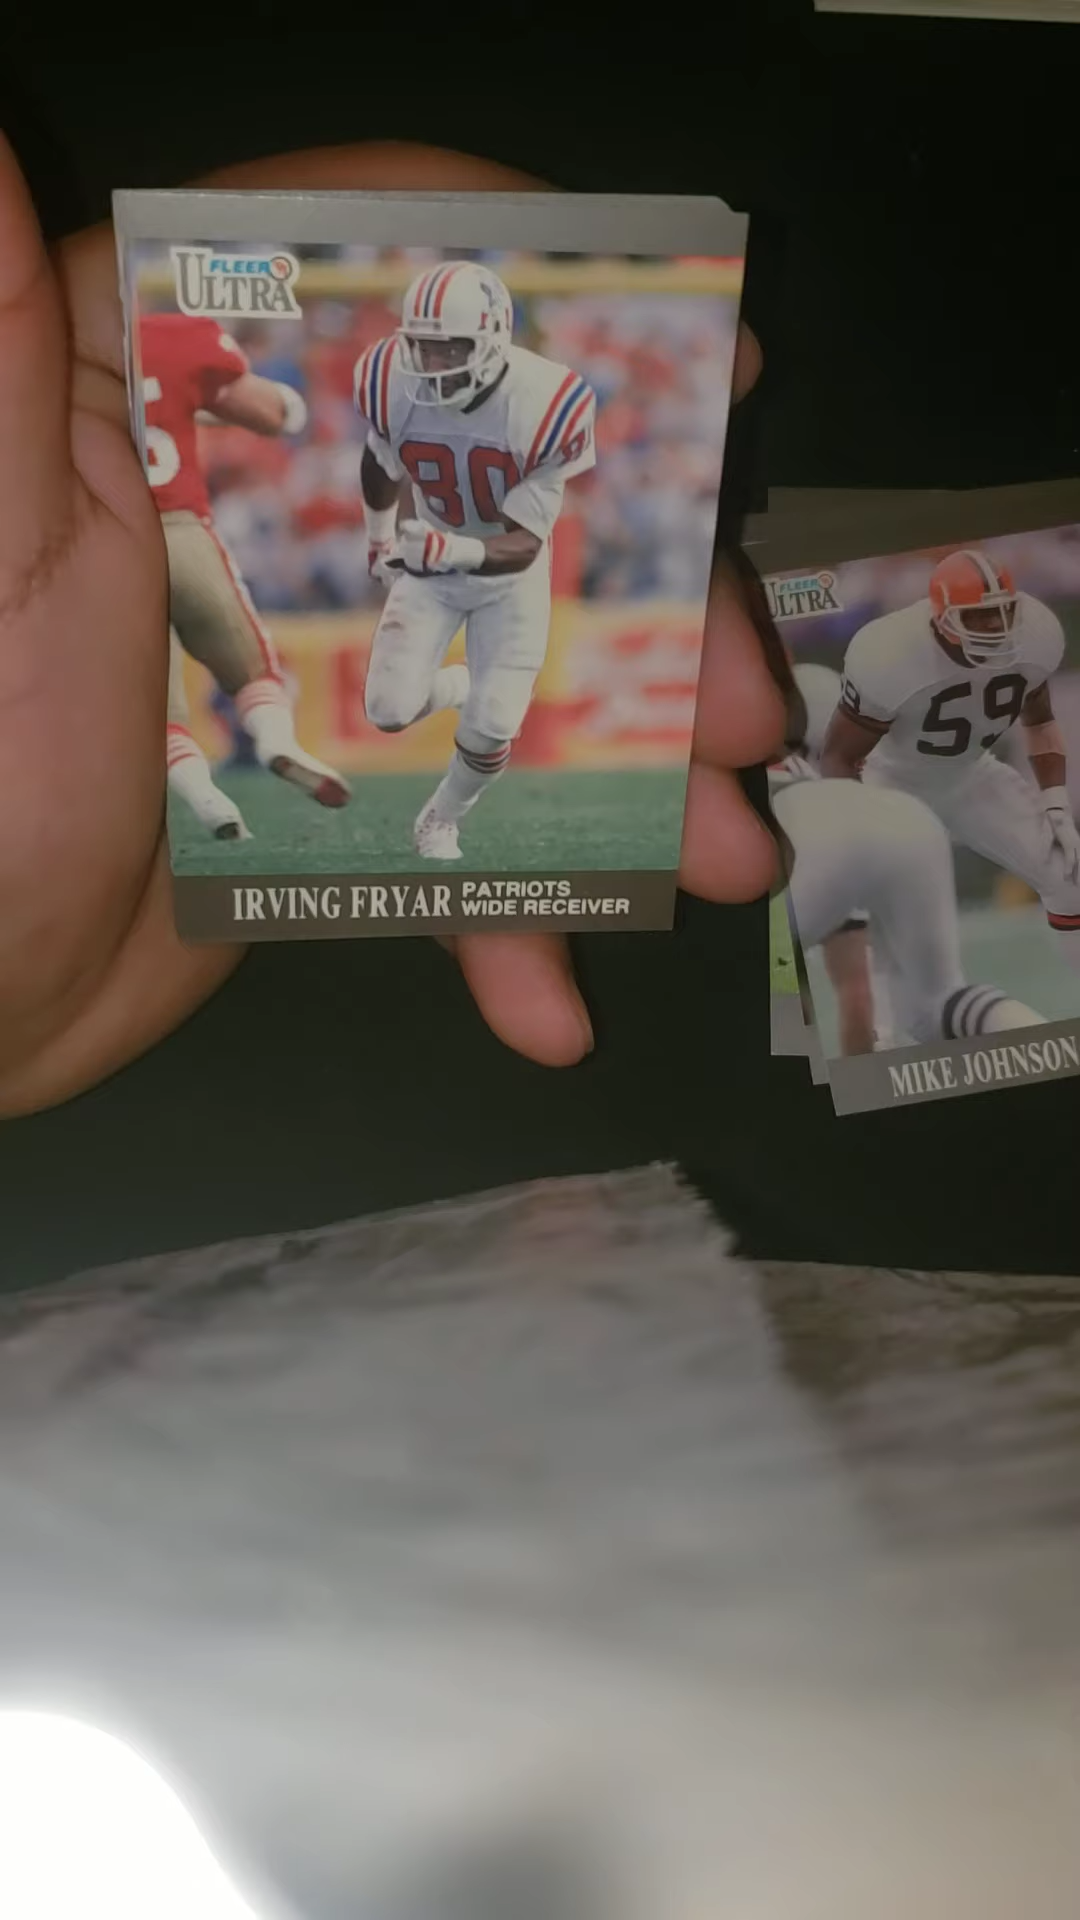 FLEER
ULTRA
80
IRVING FRYAR PATRIOTS
WIDE RECEIVER
FLEER
ULTRA
59
MIKE JOHNSON